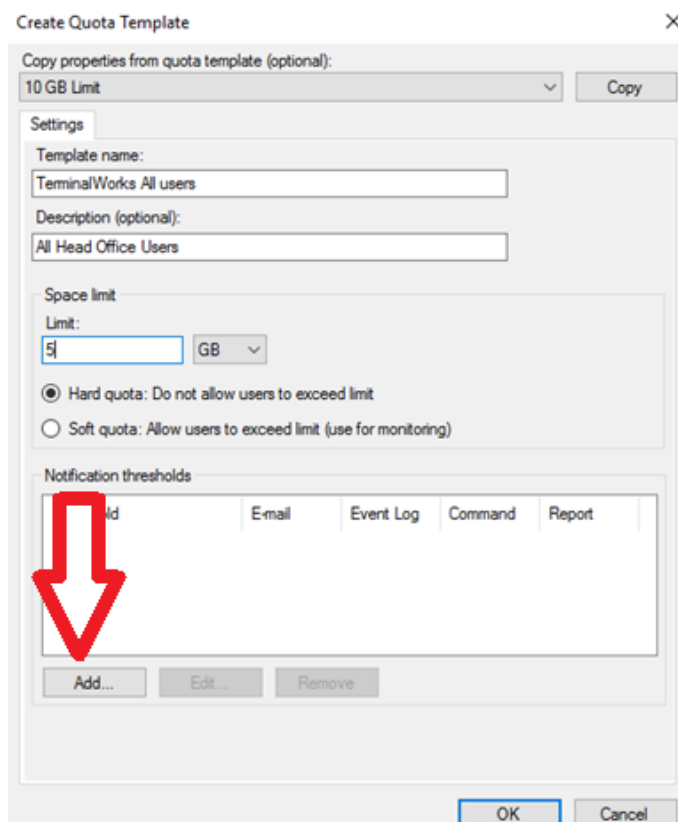 Create Quota Template
Copy properties from quota template (optional):
10 GB Limit
Copy
Settings
Template name:
TerminalWorks All users
Description (optional):
All Head Office Users
Space limit
Limit:
5
GB
Hard quota: Do not allow users to exceed limit
Soft quota: Allow users to exceed limit (use for monitoring)
Notification thresholds
E-mail Event Log Command Report
Add... Edit... Remove
OK Cancel